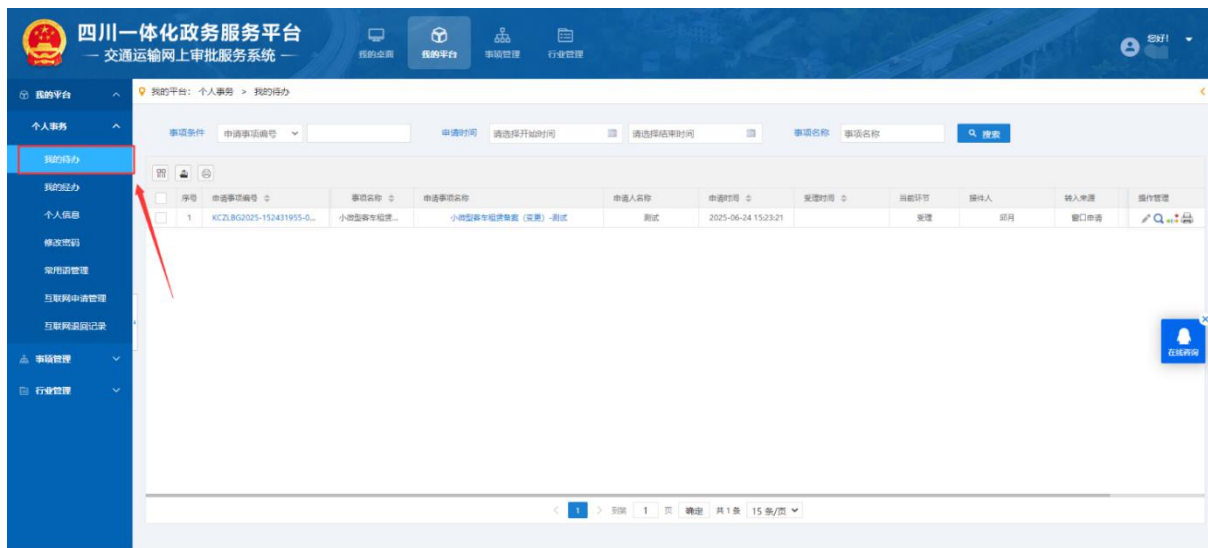 四川一体化政务服务平台
— 交通运输网上审批服务系统 —
我的桌面 我的平台 事项管理 行业管理
您好!
我的平台
我的平台: 个人事务 > 我的待办
个人事务
事项条件 申请事项编号 申请时间 请选择开始时间 请选择结束时间 事项名称 事项名称 搜索
我的待办
我的经办
个人信息
修改密码
常用语管理
互联网申请管理
互联网退回记录
事项管理
行业管理
序号 申请事项编号 事项名称 申请事项名称 申请人名称 申请时间 受理时间 当前环节 接待人 转入来源 操作管理
1 KCZLBG2025-152431955-0... 小微型客车租赁... 小微型客车租赁备案(变更)-测试 测试 2025-06-24 15:23:21 受理 邱月 窗口申请
在线咨询
< 1 > 到第 1 页 确定 共 1 条 15 条/页